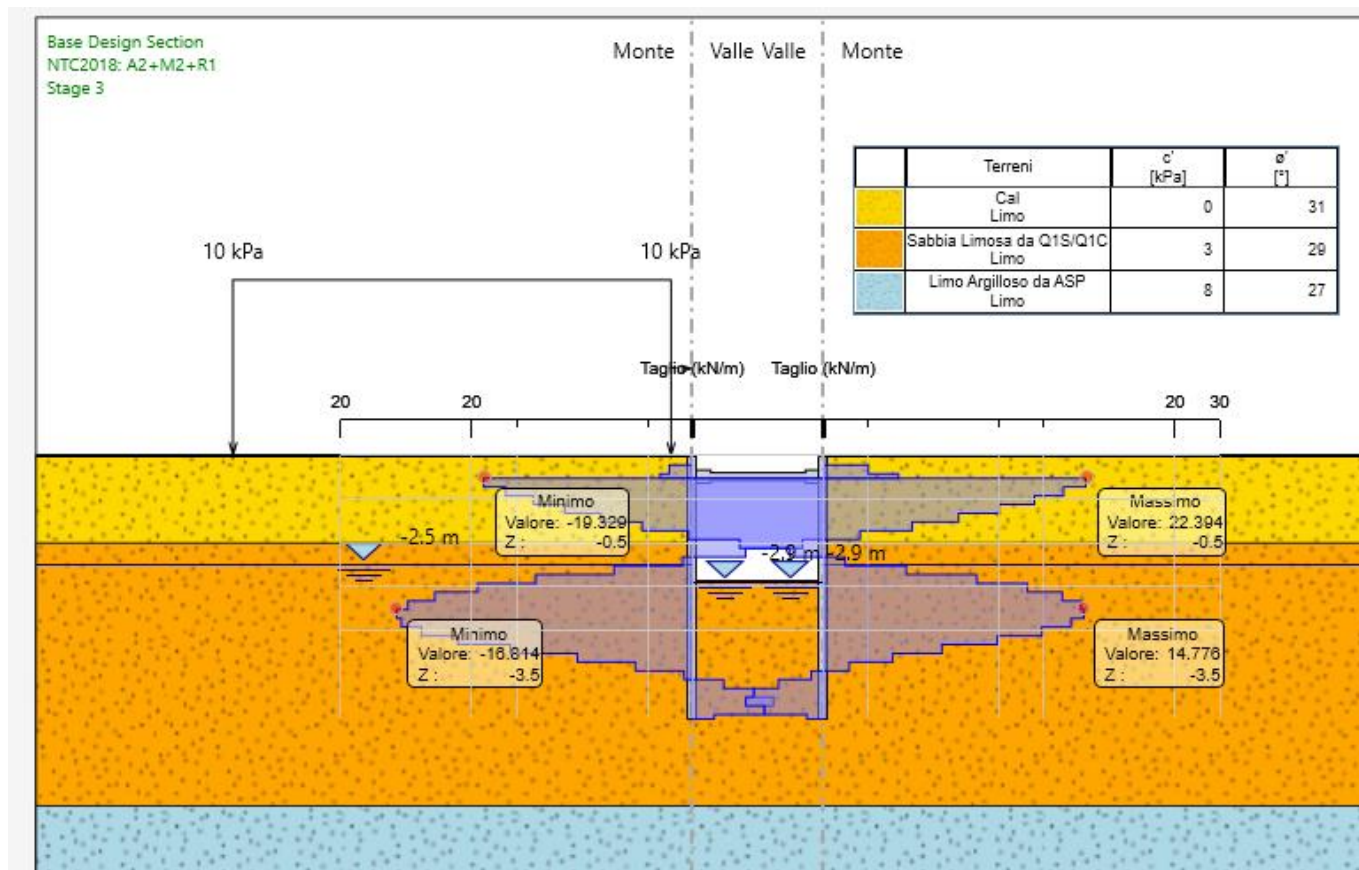 Base Design Section
NTC2018: A2+M2+R1
Stage 3
Monte Valle Valle Monte
Terreni c' [kPa] ø' [°]
Cal
Limo 0 31
Sabbia Limosa da Q1S/Q1C
Limo 3 29
Limo Argilloso da ASP
Limo 8 27
10 kPa 10 kPa
Taglio (kN/m) Taglio (kN/m)
20 20 20 30
Minimo
Valore: -19.329
Z : -0.5
Massimo
Valore: 22.394
Z : -0.5
-2.5 m
-2.9 m -2.9 m
Minimo
Valore: -16.814
Z : -3.5
Massimo
Valore: 14.776
Z : -3.5